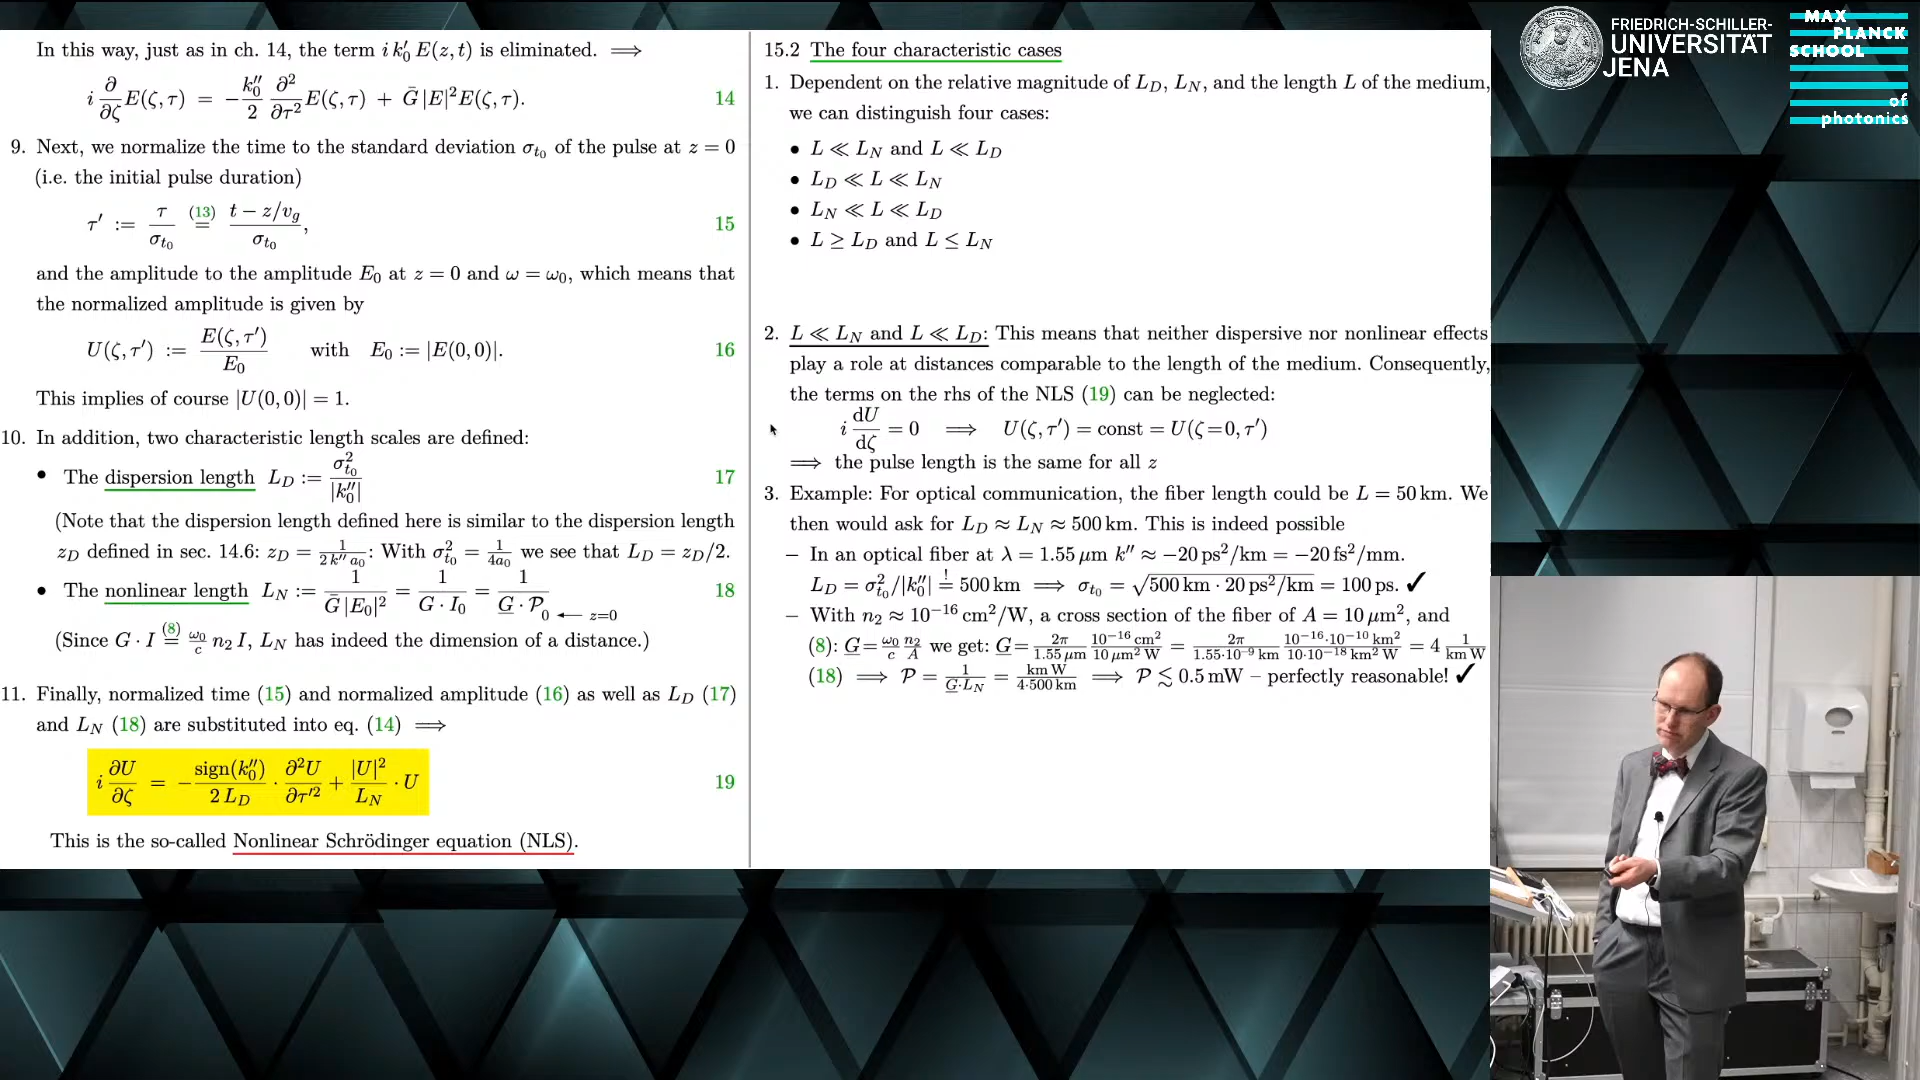 In this way, just as in ch. 14, the term i k₀′ E(z, t) is eliminated. ⟹
i ∂/∂ζ E(ζ, τ) = −k₀″/2 ∂²/∂τ² E(ζ, τ) + Ḡ |E|² E(ζ, τ). 14
9. Next, we normalize the time to the standard deviation σ_t₀ of the pulse at z = 0
(i.e. the initial pulse duration)
τ′ := τ/σ_t₀ (13)= (t − z/v_g)/σ_t₀, 15
and the amplitude to the amplitude E₀ at z = 0 and ω = ω₀, which means that
the normalized amplitude is given by
U(ζ, τ′) := E(ζ, τ′)/E₀ with E₀ := |E(0, 0)|. 16
This implies of course |U(0, 0)| = 1.
10. In addition, two characteristic length scales are defined:
• The dispersion length L_D := σ²_t₀/|k₀″| 17
(Note that the dispersion length defined here is similar to the dispersion length
z_D defined in sec. 14.6: z_D = 1/(2 k″ a₀): With σ²_t₀ = 1/(4a₀) we see that L_D = z_D/2.
• The nonlinear length L_N := 1/(Ḡ |E₀|²) = 1/(G · I₀) = 1/(G · P₀) ← z=0 18
(Since G · I (8)= ω₀/c n₂ I, L_N has indeed the dimension of a distance.)
11. Finally, normalized time (15) and normalized amplitude (16) as well as L_D (17)
and L_N (18) are substituted into eq. (14) ⟹
i ∂U/∂ζ = − sign(k₀″)/(2 L_D) · ∂²U/∂τ′² + |U|²/L_N · U 19
This is the so-called Nonlinear Schrödinger equation (NLS).
15.2 The four characteristic cases
1. Dependent on the relative magnitude of L_D, L_N, and the length L of the medium,
we can distinguish four cases:
• L ≪ L_N and L ≪ L_D
• L_D ≪ L ≪ L_N
• L_N ≪ L ≪ L_D
• L ≥ L_D and L ≤ L_N
2. L ≪ L_N and L ≪ L_D: This means that neither dispersive nor nonlinear effects
play a role at distances comparable to the length of the medium. Consequently,
the terms on the rhs of the NLS (19) can be neglected:
i dU/dζ = 0 ⟹ U(ζ, τ′) = const = U(ζ=0, τ′)
⟹ the pulse length is the same for all z
3. Example: For optical communication, the fiber length could be L = 50 km. We
then would ask for L_D ≈ L_N ≈ 500 km. This is indeed possible
– In an optical fiber at λ = 1.55 μm k″ ≈ −20 ps²/km = −20 fs²/mm.
L_D = σ²_t₀/|k₀″| =! 500 km ⟹ σ_t₀ = √(500 km · 20 ps²/km) = 100 ps. ✓
– With n₂ ≈ 10⁻¹⁶ cm²/W, a cross section of the fiber of A = 10 μm², and
(8): G = ω₀/c n₂/A we get: G = 2π/(1.55 μm) 10⁻¹⁶ cm²/(10 μm² W) = 2π/(1.55·10⁻⁹ km) 10⁻¹⁶·10⁻¹⁰ km²/(10·10⁻¹⁸ km² W) = 4 1/(km W)
(18) ⟹ P = 1/(G·L_N) = km W/(4·500 km) ⟹ P ≲ 0.5 mW – perfectly reasonable! ✓
FRIEDRICH-SCHILLER-
UNIVERSITÄT
JENA
MAX
PLANCK
SCHOOL
of
photonics